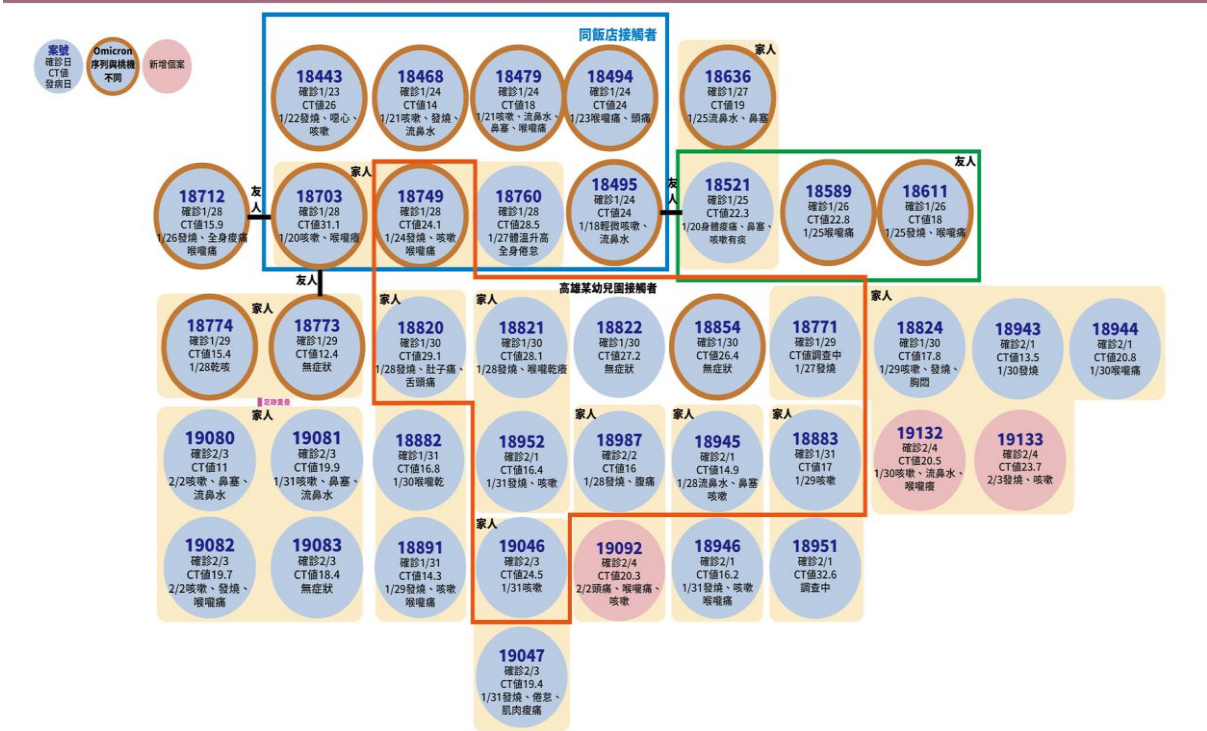 案號
確診日
CT值
發病日
Omicron
序列與桃機
不同
新增個案
同飯店接觸者
18443
確診1/23
CT值26
1/22發燒、噁心、
咳嗽
18468
確診1/24
CT值14
1/21咳嗽、發燒、
流鼻水
18479
確診1/24
CT值18
1/21咳嗽、流鼻水、
鼻塞、喉嚨痛
18494
確診1/24
CT值24
1/23喉嚨痛、頭痛
家人
18636
確診1/27
CT值19
1/25流鼻水、鼻塞
18712
確診1/28
CT值15.9
1/26發燒、全身痠痛
喉嚨痛
友人
家人
18703
確診1/28
CT值31.1
1/20咳嗽、喉嚨癢
18749
確診1/28
CT值24.1
1/24發燒、咳嗽
喉嚨痛
18760
確診1/28
CT值28.5
1/27體溫升高
全身倦怠
18495
確診1/24
CT值24
1/18輕微咳嗽、
流鼻水
友人
18521
確診1/25
CT值22.3
1/20身體痠痛、鼻塞、
咳嗽有痰
18589
確診1/26
CT值22.8
1/25喉嚨痛
友人
18611
確診1/26
CT值18
1/25發燒、喉嚨痛
友人
高雄某幼兒園接觸者
家人
18774
確診1/29
CT值15.4
1/28乾咳
18773
確診1/29
CT值12.4
無症狀
家人
18820
確診1/30
CT值29.1
1/28發燒、肚子痛、
舌頭痛
家人
18821
確診1/30
CT值28.1
1/28發燒、喉嚨乾癢
18822
確診1/30
CT值27.2
無症狀
18854
確診1/30
CT值26.4
無症狀
18771
確診1/29
CT值調查中
1/27發燒
家人
18824
確診1/30
CT值17.8
1/29咳嗽、發燒、
胸悶
18943
確診2/1
CT值13.5
1/30發燒
18944
確診2/1
CT值20.8
1/30喉嚨痛
足跡重疊
家人
19080
確診2/3
CT值11
2/2咳嗽、鼻塞、
流鼻水
19081
確診2/3
CT值19.9
1/31咳嗽、鼻塞、
流鼻水
18882
確診1/31
CT值16.8
1/30喉嚨乾
18952
確診2/1
CT值16.4
1/31發燒、咳嗽
家人
18987
確診2/2
CT值16
1/28發燒、腹痛
家人
18945
確診2/1
CT值14.9
1/28流鼻水、鼻塞
咳嗽
家人
18883
確診1/31
CT值17
1/29咳嗽
19132
確診2/4
CT值20.5
1/30咳嗽、流鼻水、
喉嚨癢
19133
確診2/4
CT值23.7
2/3發燒、咳嗽
19082
確診2/3
CT值19.7
2/2咳嗽、發燒、
喉嚨痛
19083
確診2/3
CT值18.4
無症狀
18891
確診1/31
CT值14.3
1/29發燒、咳嗽
喉嚨痛
家人
19046
確診2/3
CT值24.5
1/31咳嗽
19092
確診2/4
CT值20.3
2/2頭痛、喉嚨痛、
咳嗽
18946
確診2/1
CT值16.2
1/31發燒、咳嗽
喉嚨痛
18951
確診2/1
CT值32.6
調查中
19047
確診2/3
CT值19.4
1/31發燒、倦怠、
肌肉痠痛